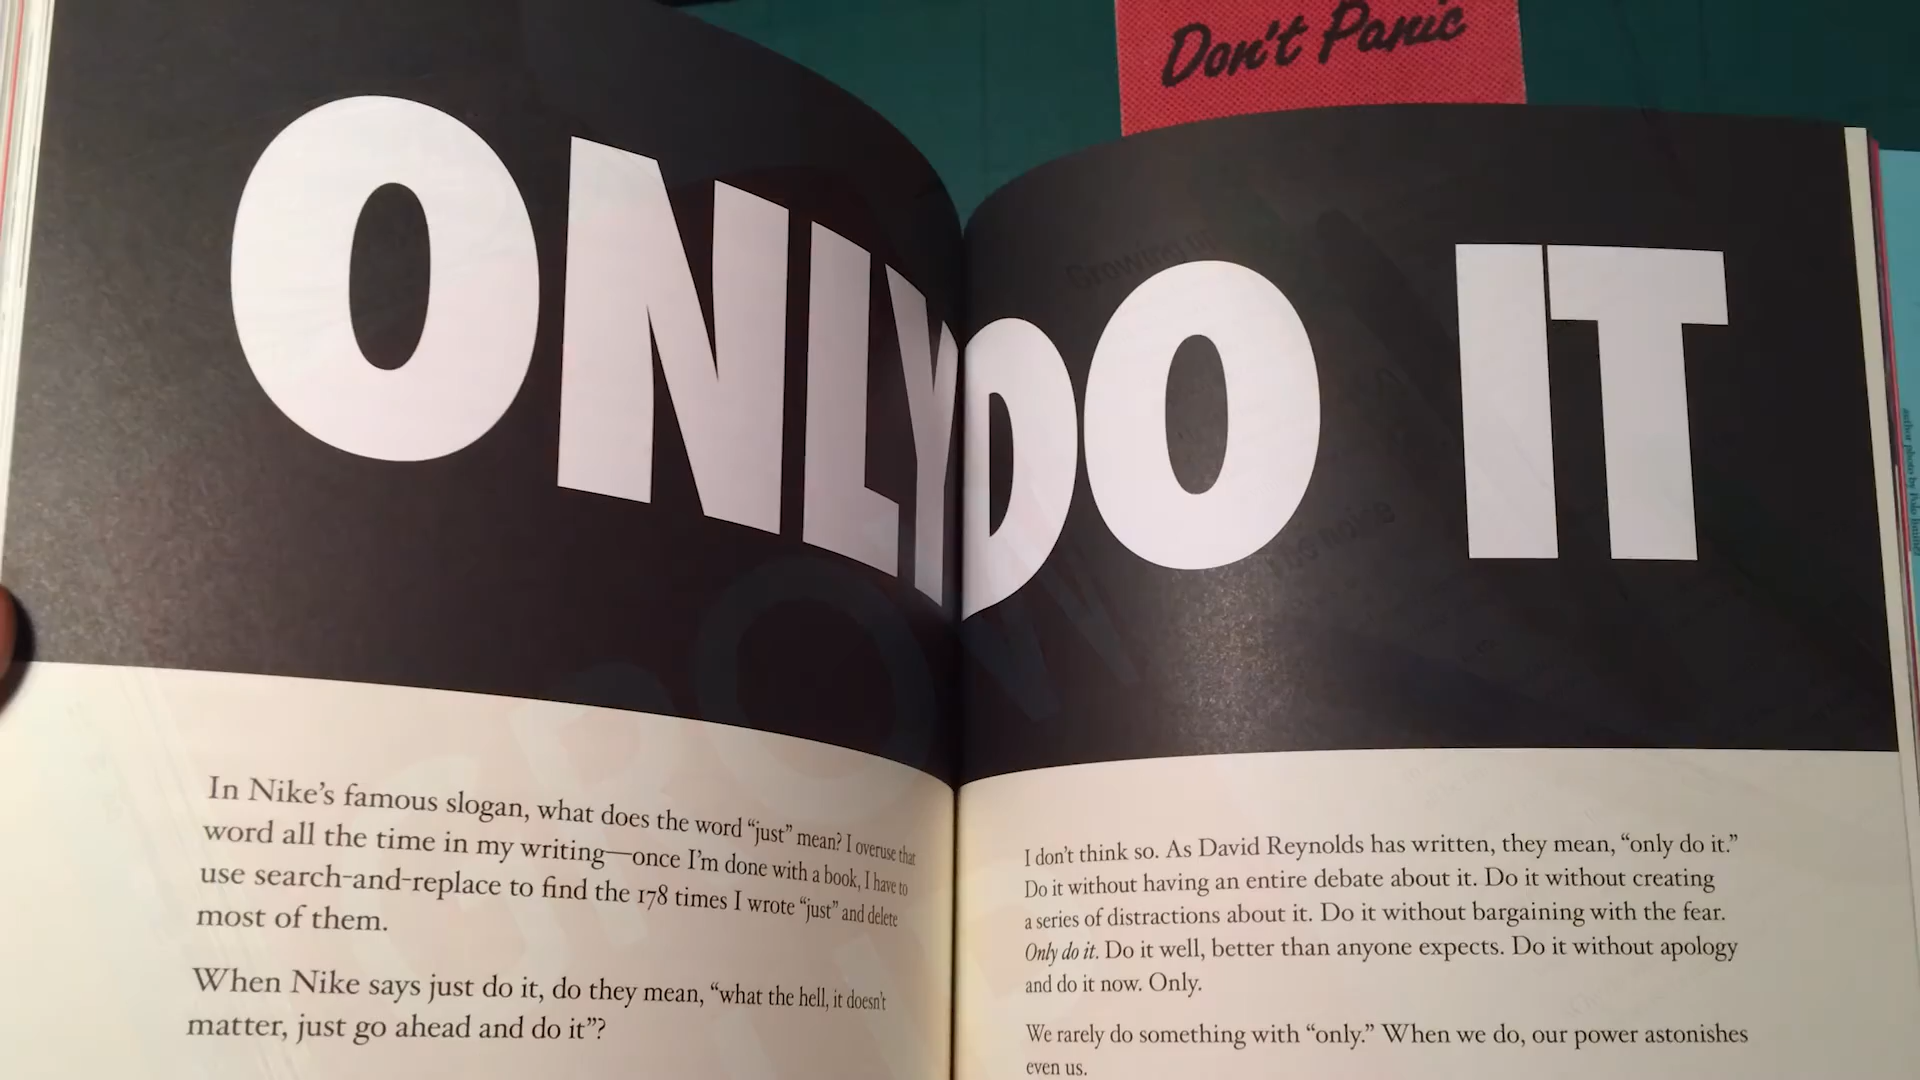 Don't Panic
ONLY DO IT
In Nike's famous slogan, what does the word “just” mean? I overuse that
word all the time in my writing—once I'm done with a book, I have to
use search-and-replace to find the 178 times I wrote “just” and delete
most of them.
When Nike says just do it, do they mean, “what the hell, it doesn't
matter, just go ahead and do it”?
I don't think so. As David Reynolds has written, they mean, “only do it.”
Do it without having an entire debate about it. Do it without creating
a series of distractions about it. Do it without bargaining with the fear.
Only do it. Do it well, better than anyone expects. Do it without apology
and do it now. Only.
We rarely do something with “only.” When we do, our power astonishes
even us.
author photo by